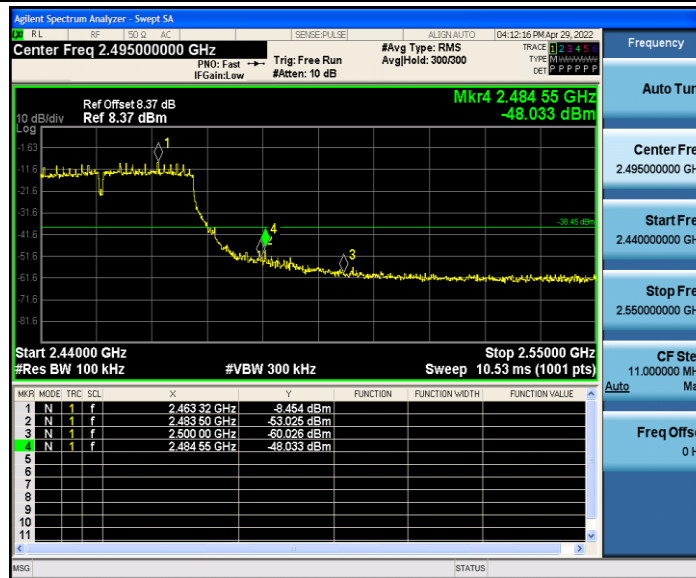 Agilent Spectrum Analyzer - Swept SA
RL RF 50 Ω AC SENSE:PULSE ALIGN AUTO 04:12:16 PM Apr 29, 2022
Center Freq 2.495000000 GHz
PNO: Fast
IFGain:Low
Trig: Free Run
#Atten: 10 dB
#Avg Type: RMS
Avg|Hold: 300/300
TRACE 1 2 3 4 5 6
TYPE M
DET P P P P P P
Mkr4 2.484 55 GHz
-48.033 dBm
Ref Offset 8.37 dB
10 dB/div Ref 8.37 dBm
Log
-1.63
-11.6
-21.6
-31.6
-41.6
-51.6
-61.6
-71.6
-81.6
1
4
2
3
-38.45 dBm
Start 2.44000 GHz Stop 2.55000 GHz
#Res BW 100 kHz #VBW 300 kHz Sweep 10.53 ms (1001 pts)
MKR MODE TRC SCL X Y FUNCTION FUNCTION WIDTH FUNCTION VALUE
1 N 1 f 2.463 32 GHz -8.454 dBm
2 N 1 f 2.483 50 GHz -53.025 dBm
3 N 1 f 2.500 00 GHz -60.026 dBm
4 N 1 f 2.484 55 GHz -48.033 dBm
5
6
7
8
9
10
11
MSG STATUS
Frequency
Auto Tun
Center Fre
2.495000000 GH
Start Fre
2.440000000 GH
Stop Fre
2.550000000 GH
CF Ste
11.000000 MH
Auto Ma
Freq Offse
0 H